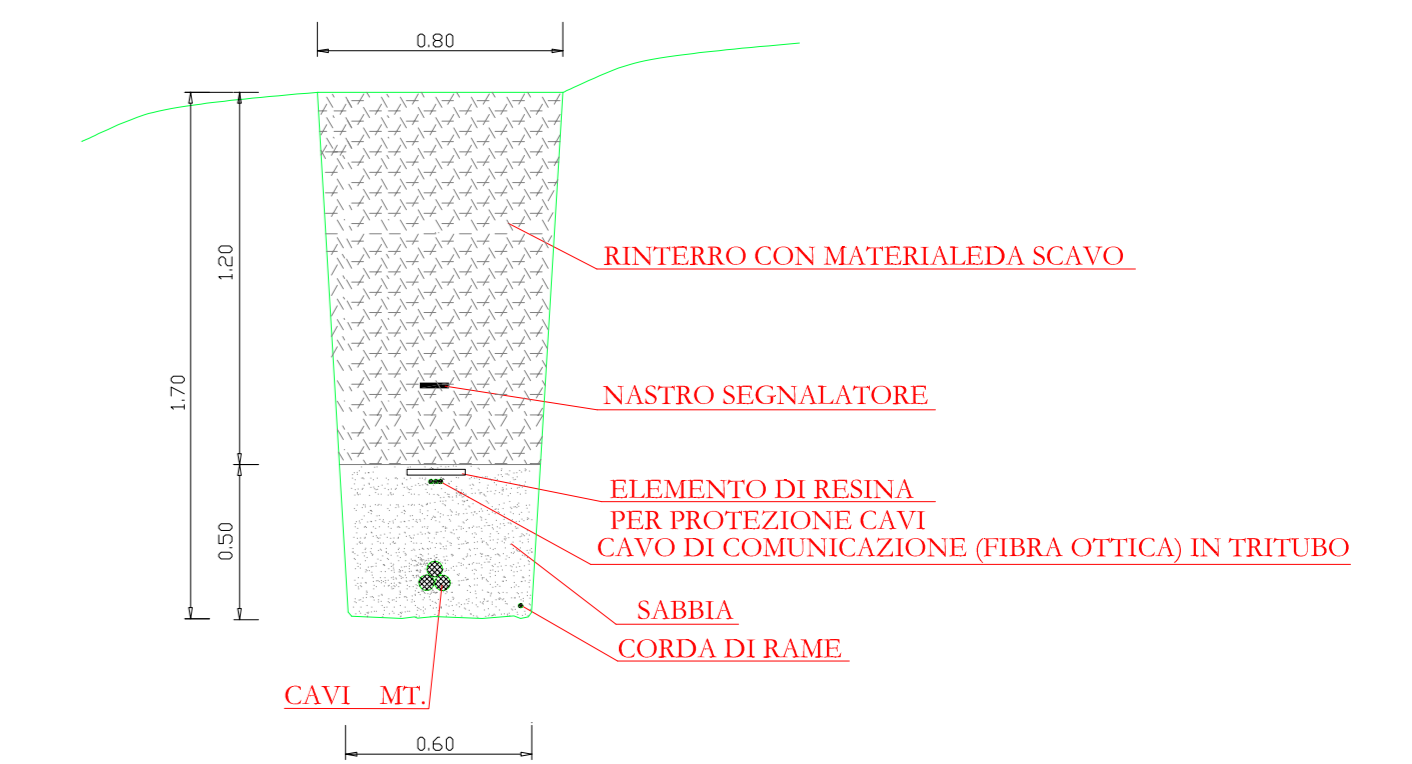 0.80
RINTERRO CON MATERIALEDA SCAVO
1.20
1.70
NASTRO SEGNALATORE
ELEMENTO DI RESINA
PER PROTEZIONE CAVI
CAVO DI COMUNICAZIONE (FIBRA OTTICA) IN TRITUBO
0.50
SABBIA
CORDA DI RAME
CAVI MT.
0.60